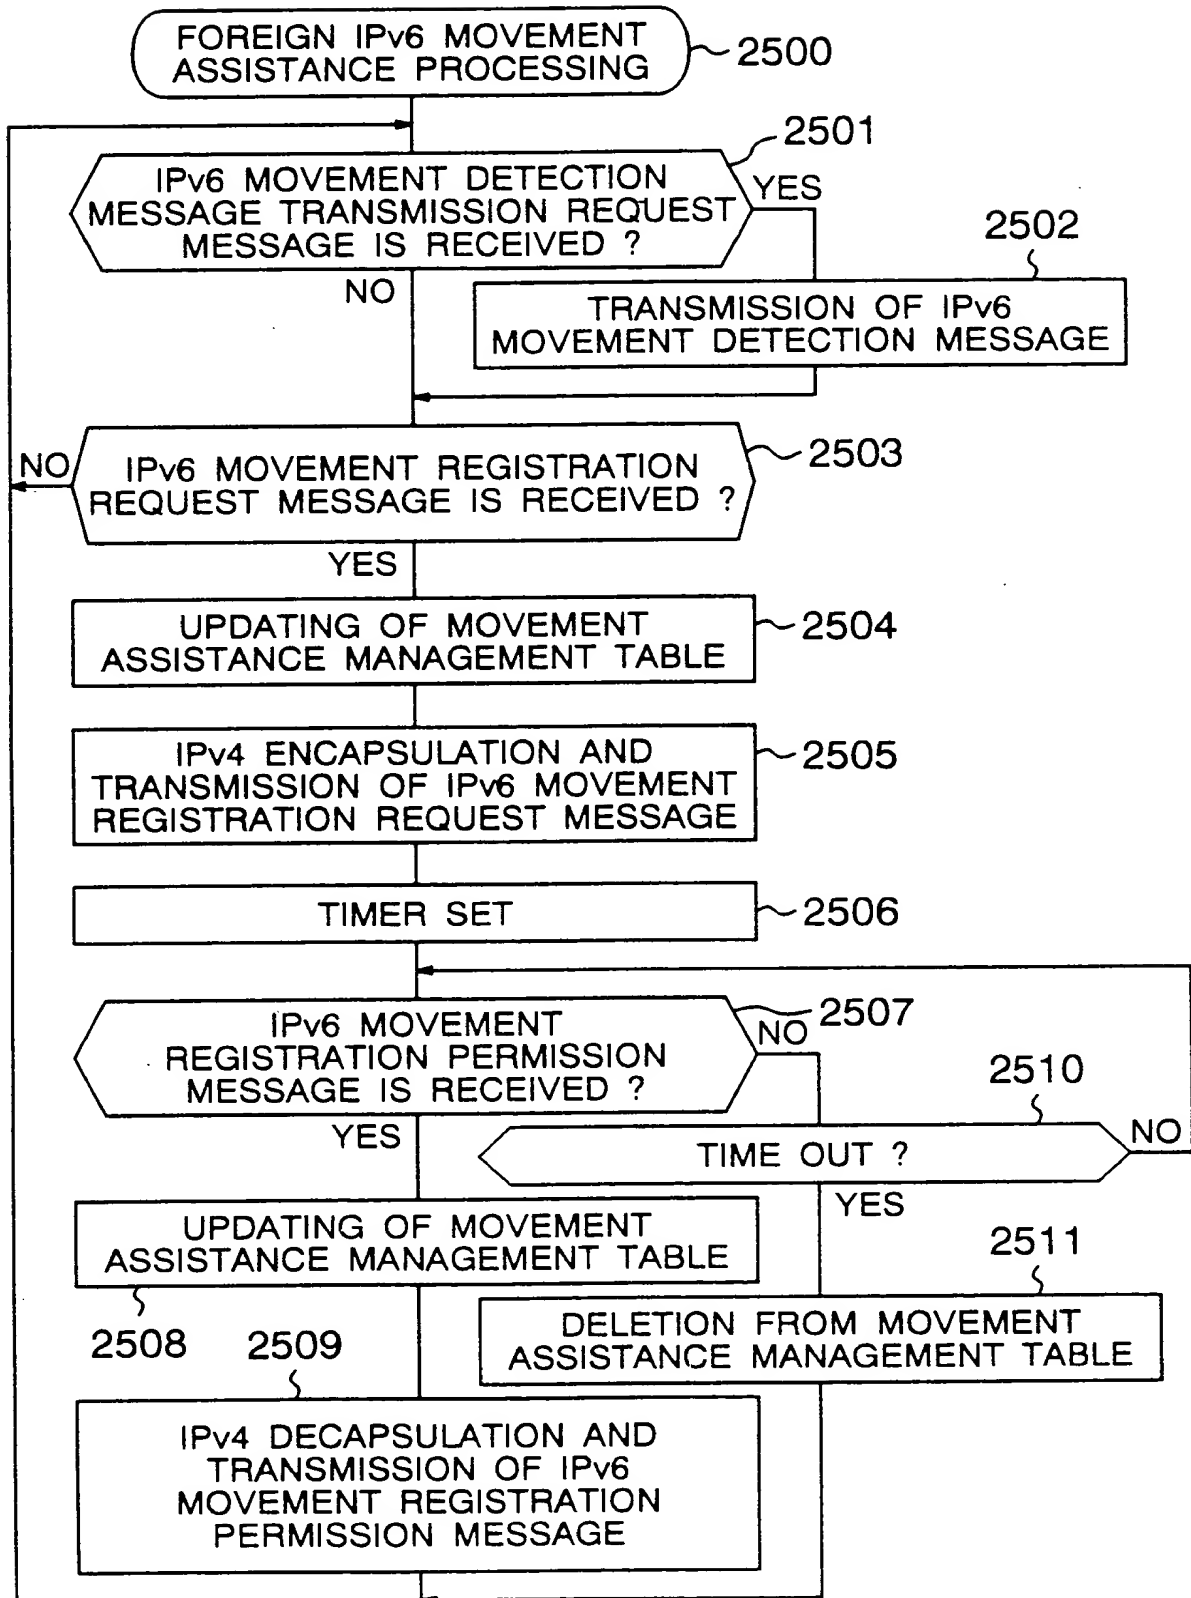 FOREIGN IPv6 MOVEMENT
ASSISTANCE PROCESSING
2500
2501
IPv6 MOVEMENT DETECTION
MESSAGE TRANSMISSION REQUEST
MESSAGE IS RECEIVED ?
YES
NO
2502
TRANSMISSION OF IPv6
MOVEMENT DETECTION MESSAGE
NO
IPv6 MOVEMENT REGISTRATION
REQUEST MESSAGE IS RECEIVED ?
2503
YES
UPDATING OF MOVEMENT
ASSISTANCE MANAGEMENT TABLE
2504
IPv4 ENCAPSULATION AND
TRANSMISSION OF IPv6 MOVEMENT
REGISTRATION REQUEST MESSAGE
2505
TIMER SET
2506
IPv6 MOVEMENT
REGISTRATION PERMISSION
MESSAGE IS RECEIVED ?
2507
NO
YES
2510
TIME OUT ?
NO
YES
UPDATING OF MOVEMENT
ASSISTANCE MANAGEMENT TABLE
2508
2511
DELETION FROM MOVEMENT
ASSISTANCE MANAGEMENT TABLE
2509
IPv4 DECAPSULATION AND
TRANSMISSION OF IPv6
MOVEMENT REGISTRATION
PERMISSION MESSAGE